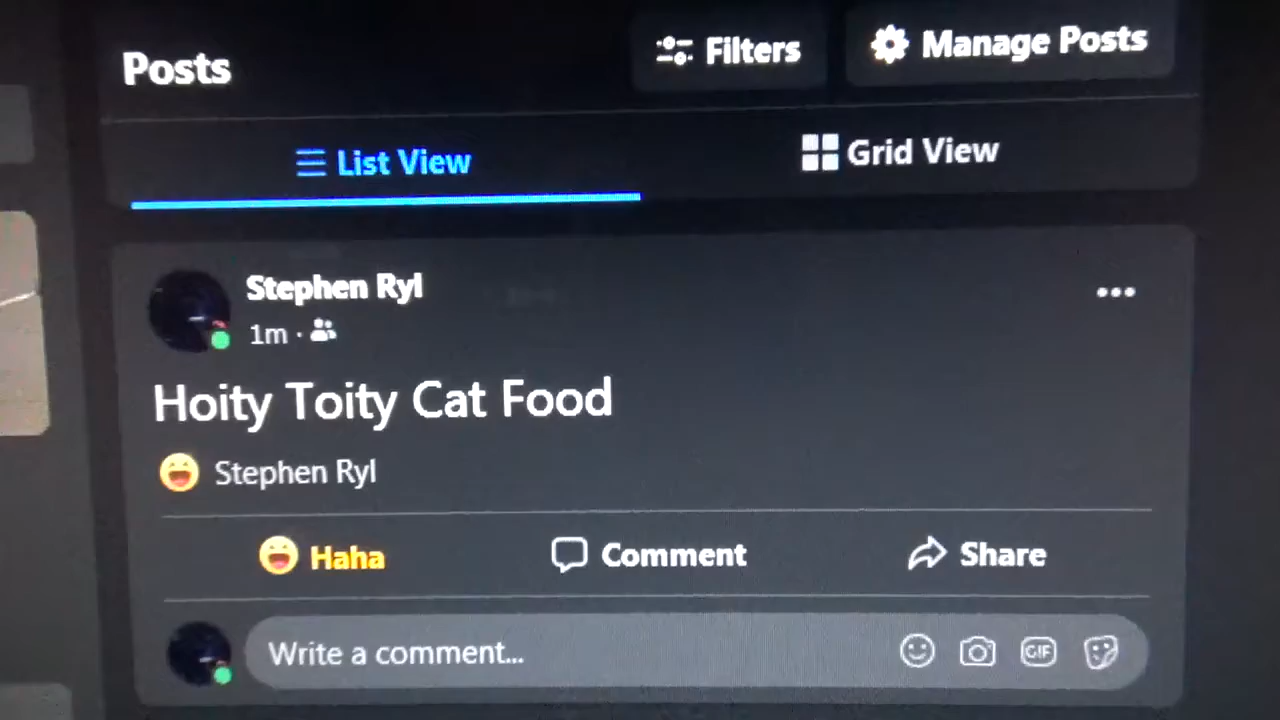 Posts
Filters
Manage Posts
List View
Grid View
Stephen Ryl
1m ·
Hoity Toity Cat Food
Stephen Ryl
Haha
Comment
Share
Write a comment...
GIF